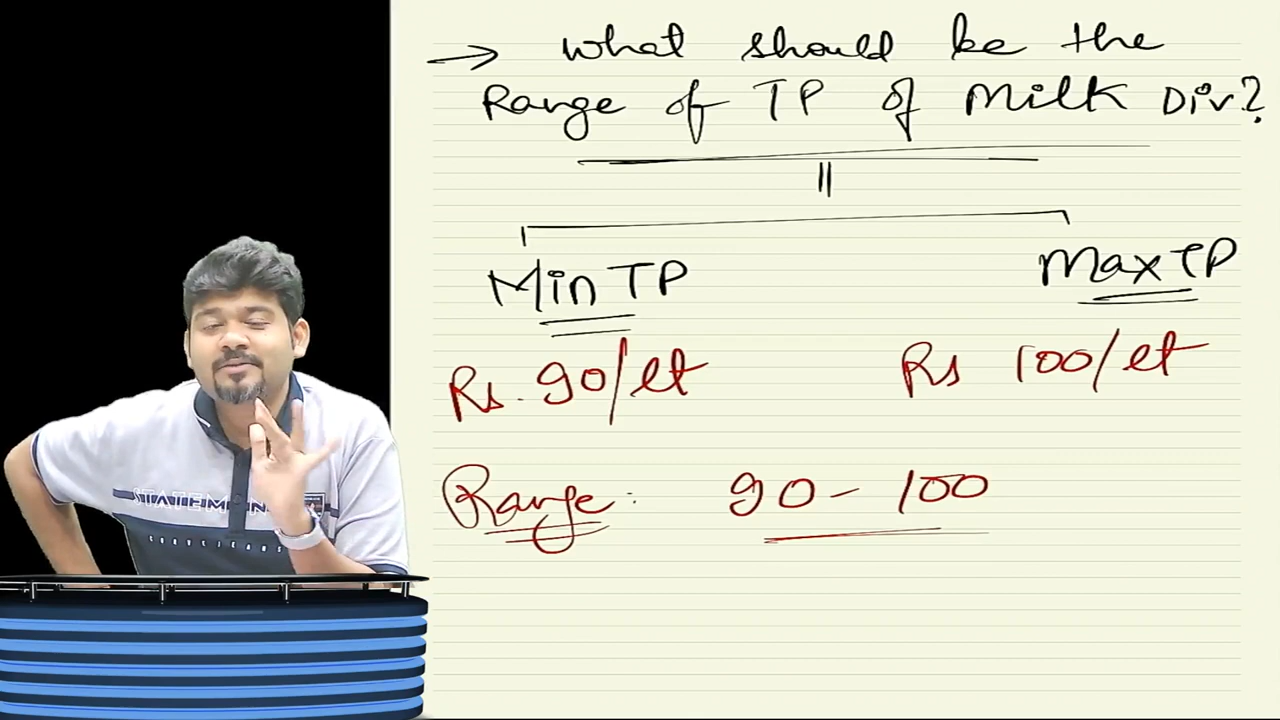 → What should be the
Range of TP of Milk Div?
Min TP
Max TP
Rs. 90/lt
Rs 100/lt
Range: 90 - 100
STATEMEN